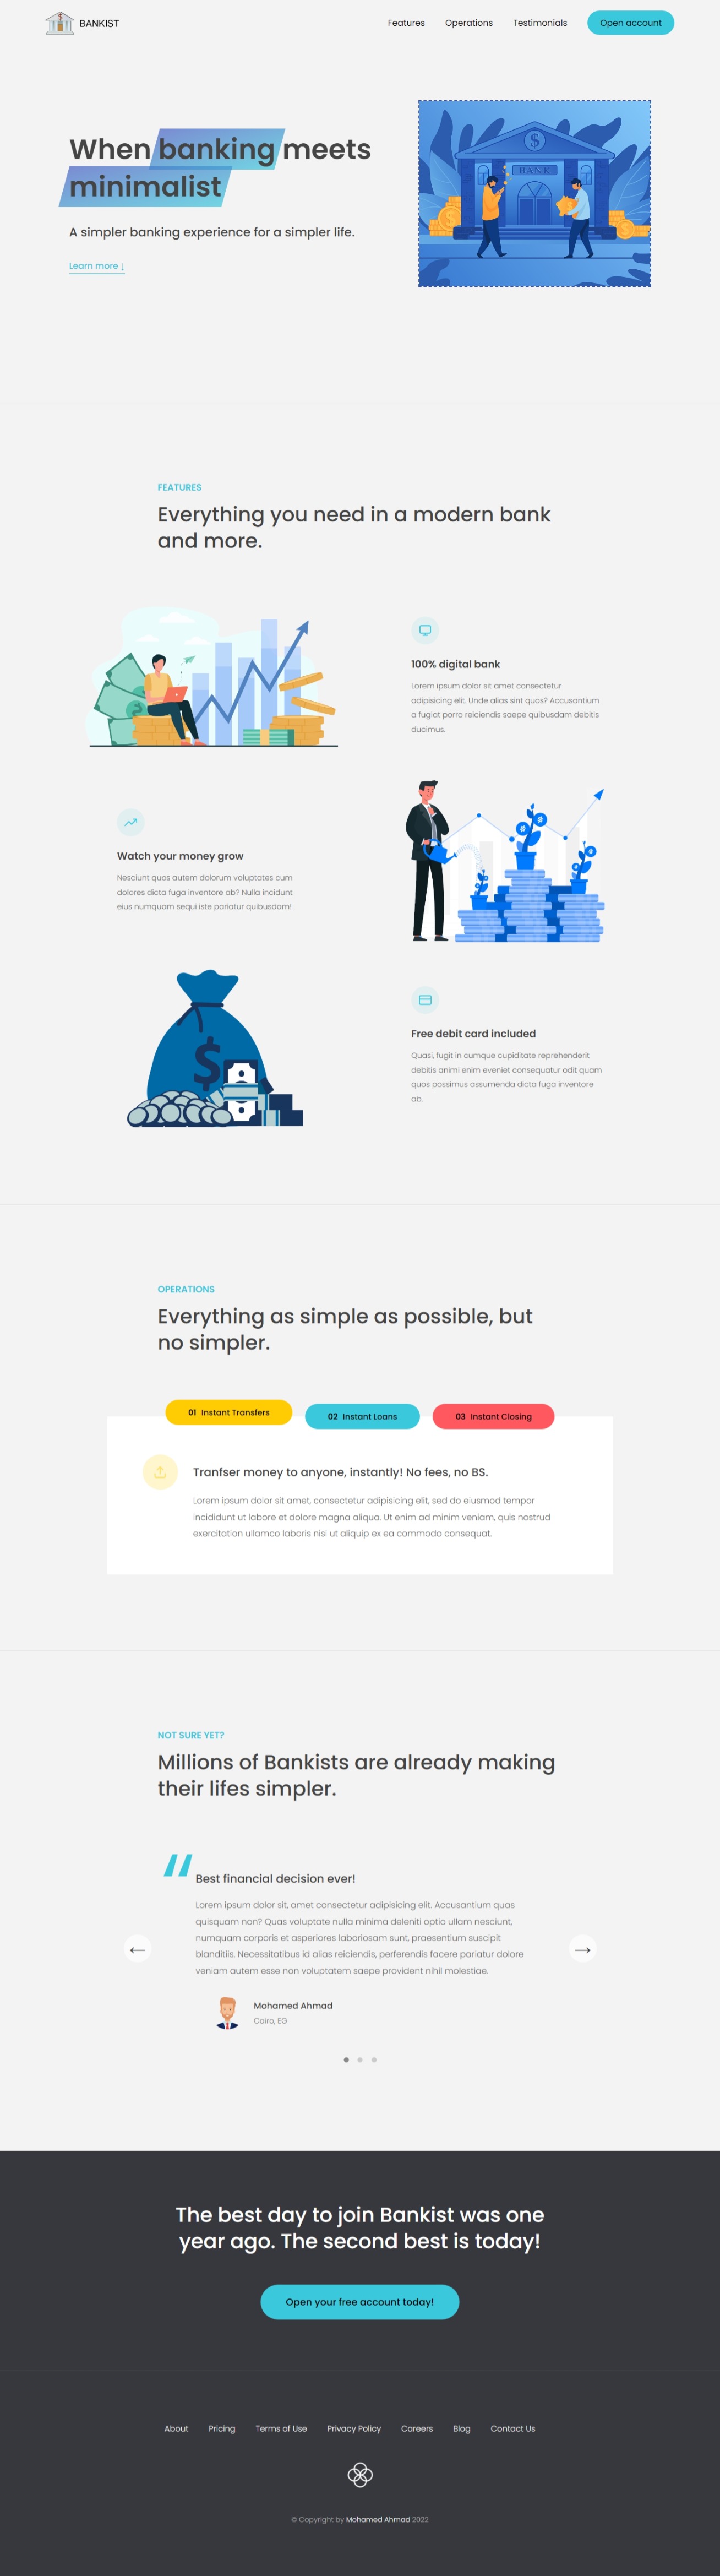 BANKIST
Features
Operations
Testimonials
Open account
When banking meets
minimalist
A simpler banking experience for a simpler life.
Learn more ↓
$
BANK
FEATURES
Everything you need in a modern bank
and more.
100% digital bank
Lorem ipsum dolor sit amet consectetur
adipisicing elit. Unde alias sint quos? Accusantium
a fugiat porro reiciendis saepe quibusdam debitis
ducimus.
Watch your money grow
Nesciunt quos autem dolorum voluptates cum
dolores dicta fuga inventore ab? Nulla incidunt
eius numquam sequi iste pariatur quibusdam!
$
Free debit card included
Quasi, fugit in cumque cupiditate reprehenderit
debitis animi enim eveniet consequatur odit quam
quos possimus assumenda dicta fuga inventore
ab.
OPERATIONS
Everything as simple as possible, but
no simpler.
01 Instant Transfers
02 Instant Loans
03 Instant Closing
Tranfser money to anyone, instantly! No fees, no BS.
Lorem ipsum dolor sit amet, consectetur adipisicing elit, sed do eiusmod tempor
incididunt ut labore et dolore magna aliqua. Ut enim ad minim veniam, quis nostrud
exercitation ullamco laboris nisi ut aliquip ex ea commodo consequat.
NOT SURE YET?
Millions of Bankists are already making
their lifes simpler.
Best financial decision ever!
Lorem ipsum dolor sit, amet consectetur adipisicing elit. Accusantium quas
quisquam non? Quas voluptate nulla minima deleniti optio ullam nesciunt,
numquam corporis et asperiores laboriosam sunt, praesentium suscipit
blanditiis. Necessitatibus id alias reiciendis, perferendis facere pariatur dolore
veniam autem esse non voluptatem saepe provident nihil molestiae.
←
→
Mohamed Ahmad
Cairo, EG
The best day to join Bankist was one
year ago. The second best is today!
Open your free account today!
About
Pricing
Terms of Use
Privacy Policy
Careers
Blog
Contact Us
© Copyright by Mohamed Ahmad 2022